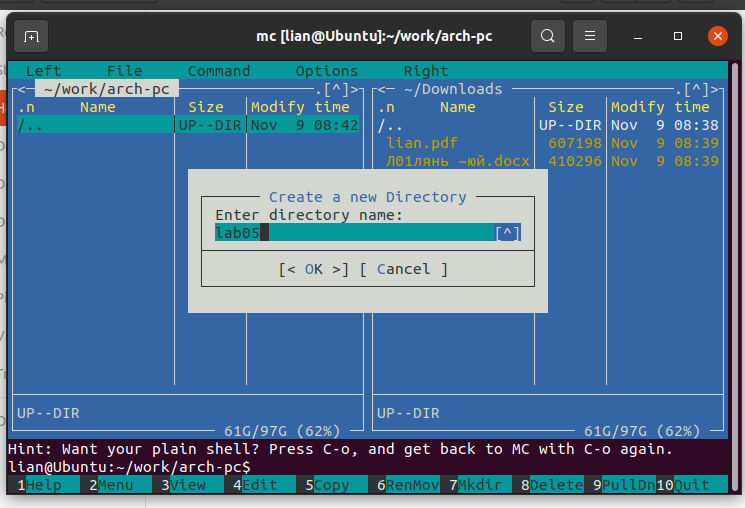 mc [lian@Ubuntu]:~/work/arch-pc
Left File Command Options Right
<─ ~/work/arch-pc ─.[^]>
.n Name Size Modify time
/.. UP--DIR Nov 9 08:42
UP--DIR
61G/97G (62%)
<─ ~/Downloads ─.[^]>
.n Name Size Modify time
/.. UP--DIR Nov 9 08:38
lian.pdf 607198 Nov 9 08:39
Л01лянь ~юй.docx 410296 Nov 9 08:39
UP--DIR
61G/97G (62%)
Create a new Directory
Enter directory name:
lab05 [^]
[< OK >] [ Cancel ]
Hint: Want your plain shell? Press C-o, and get back to MC with C-o again.
lian@Ubuntu:~/work/arch-pc$
1Help 2Menu 3View 4Edit 5Copy 6RenMov 7Mkdir 8Delete 9PullDn 10Quit